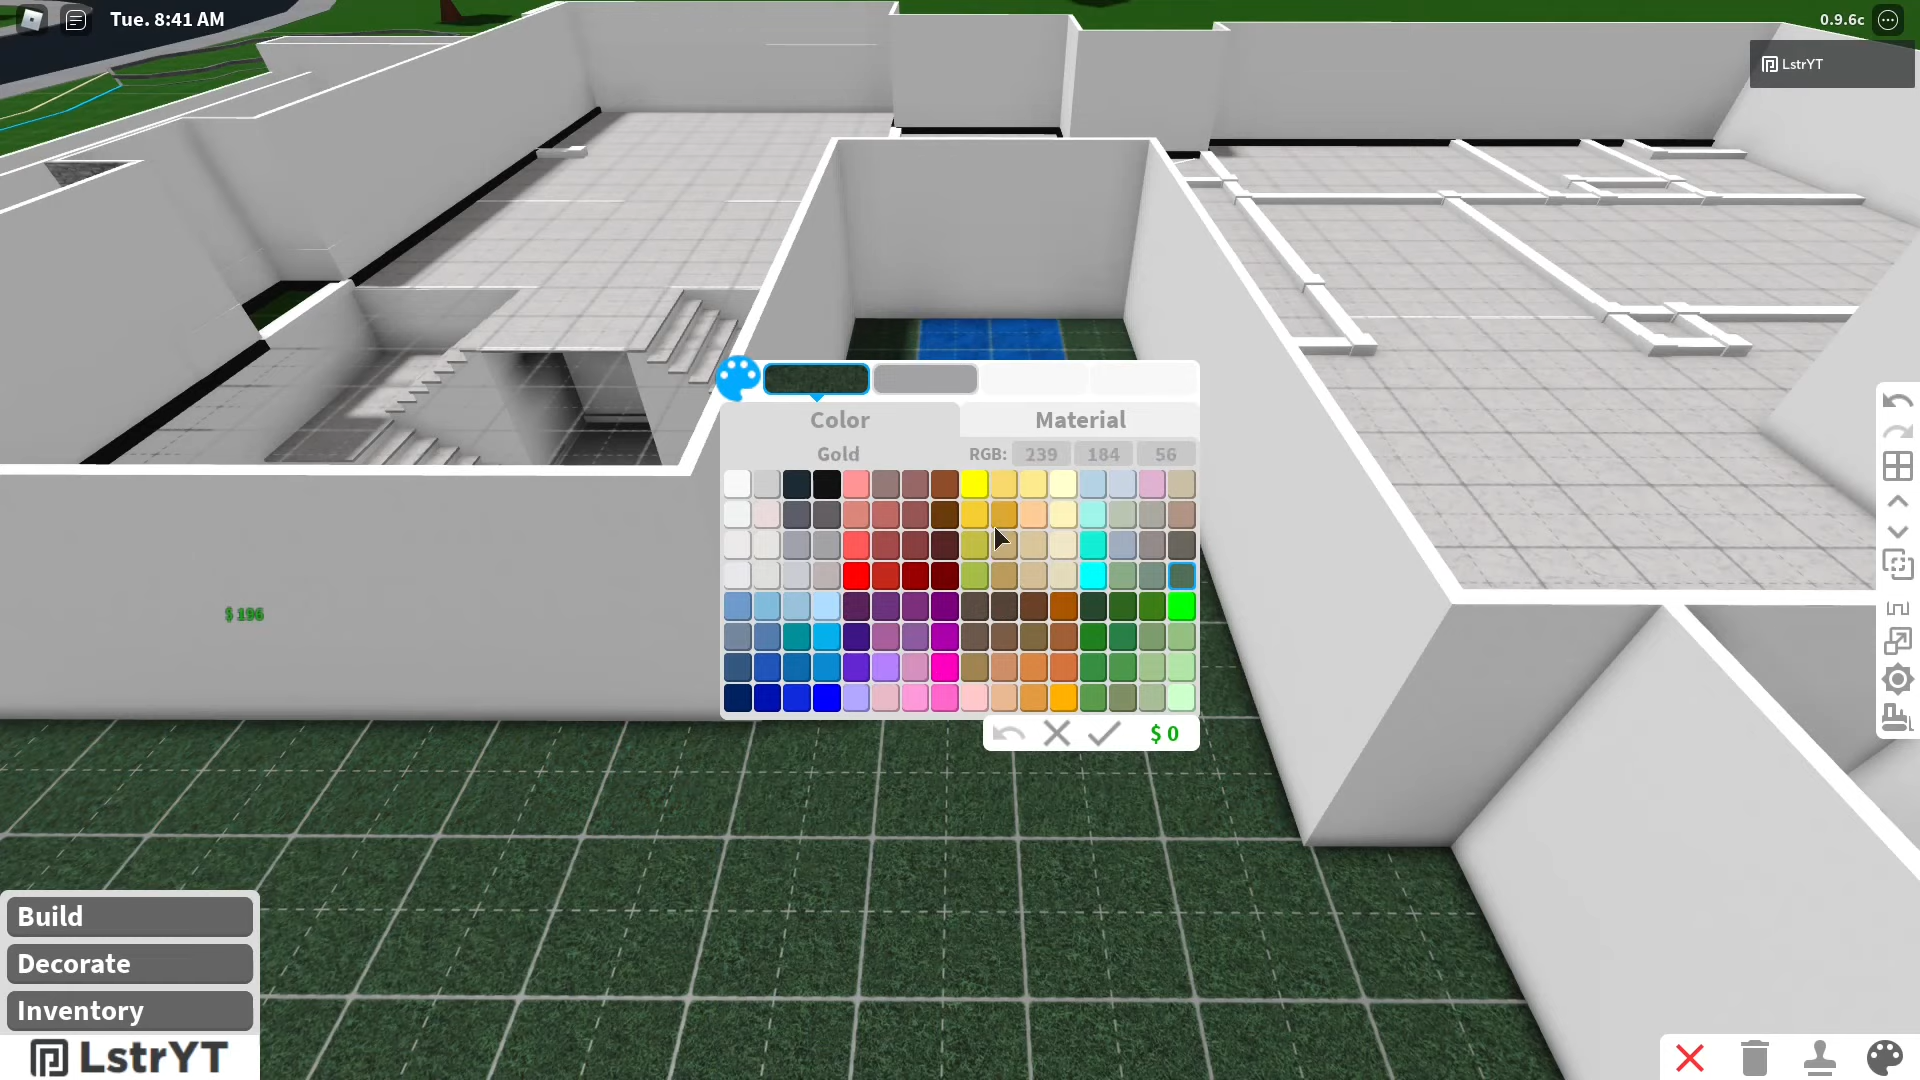 Tue. 8:41 AM
0.9.6c
LstrYT
Color
Material
Gold
RGB: 239 184 56
$ 196
$ 0
Build
Decorate
Inventory
LstrYT